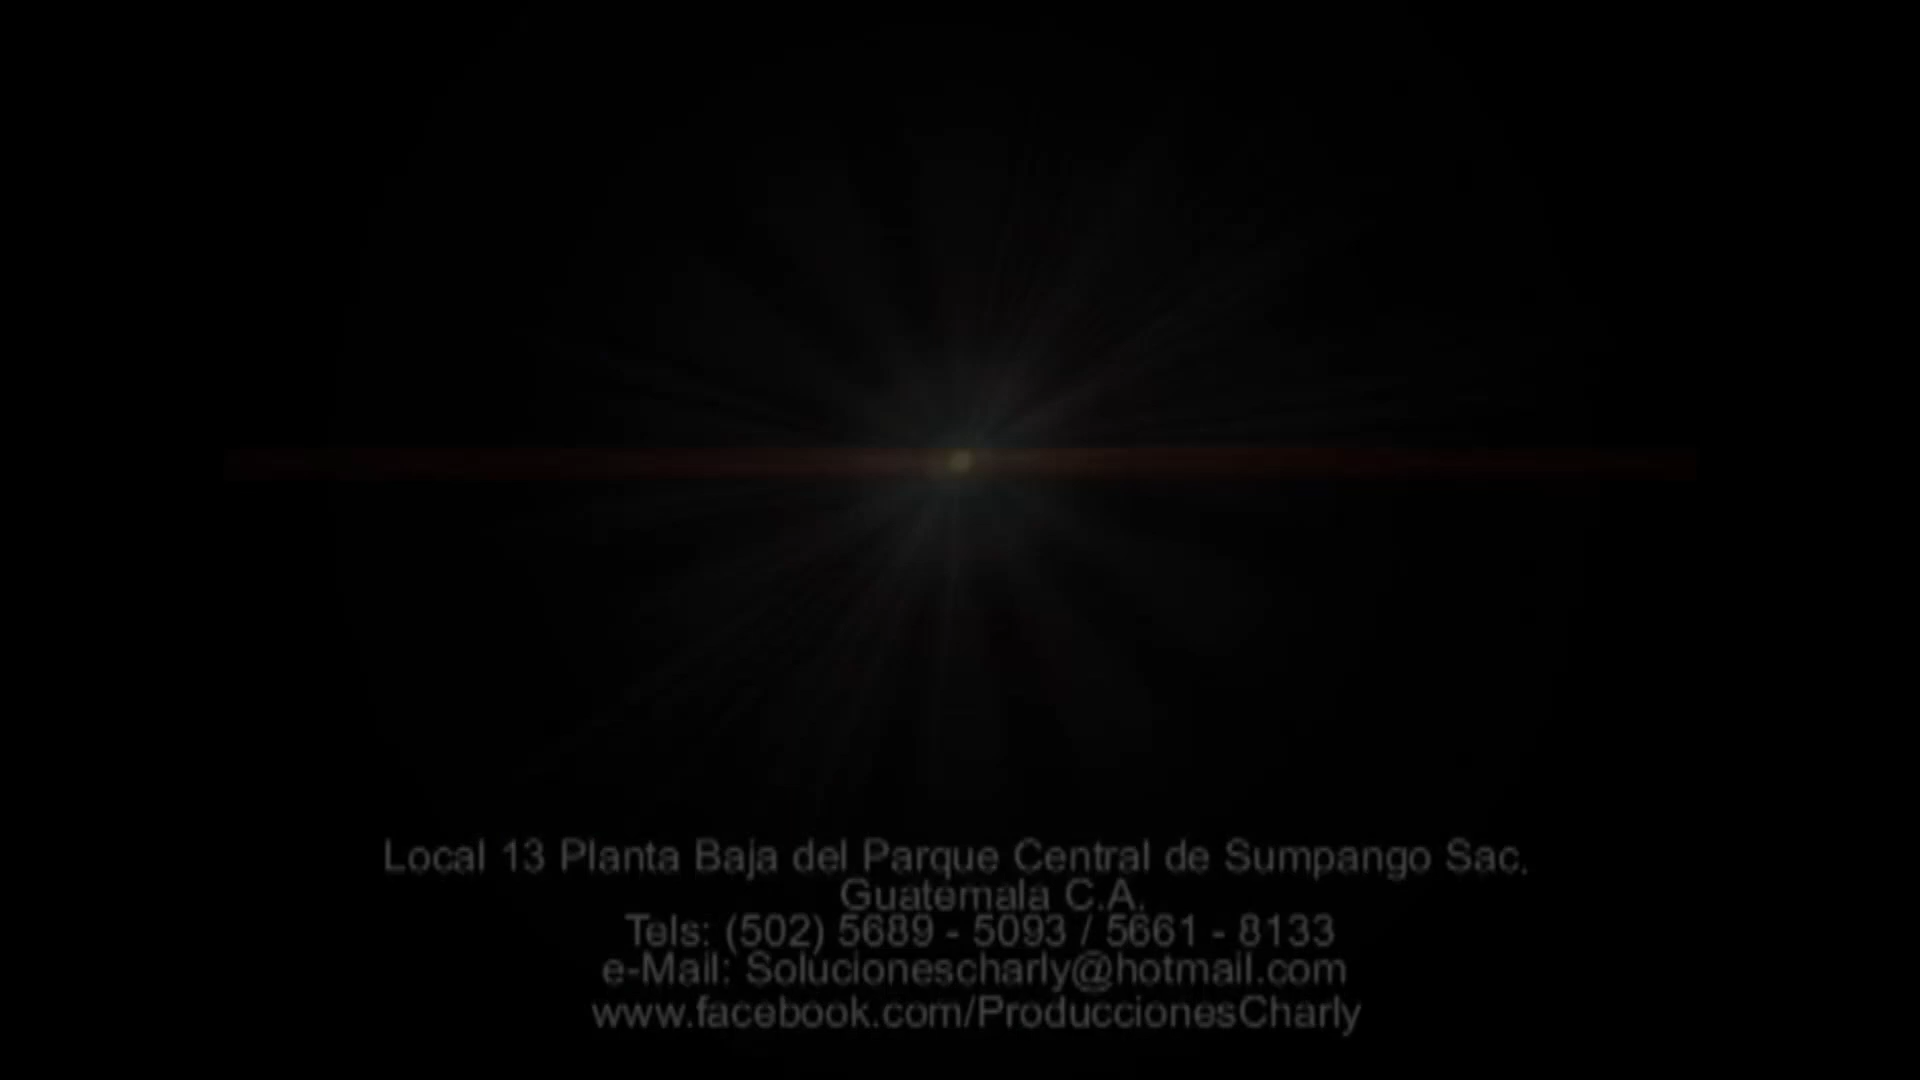 Local 13 Planta Baja del Parque Central de Sumpango Sac.
Guatemala C.A.
Tels: (502) 5689 - 5093 / 5661 - 8133
e-Mail: Solucionescharly@hotmail.com
www.facebook.com/ProduccionesCharly